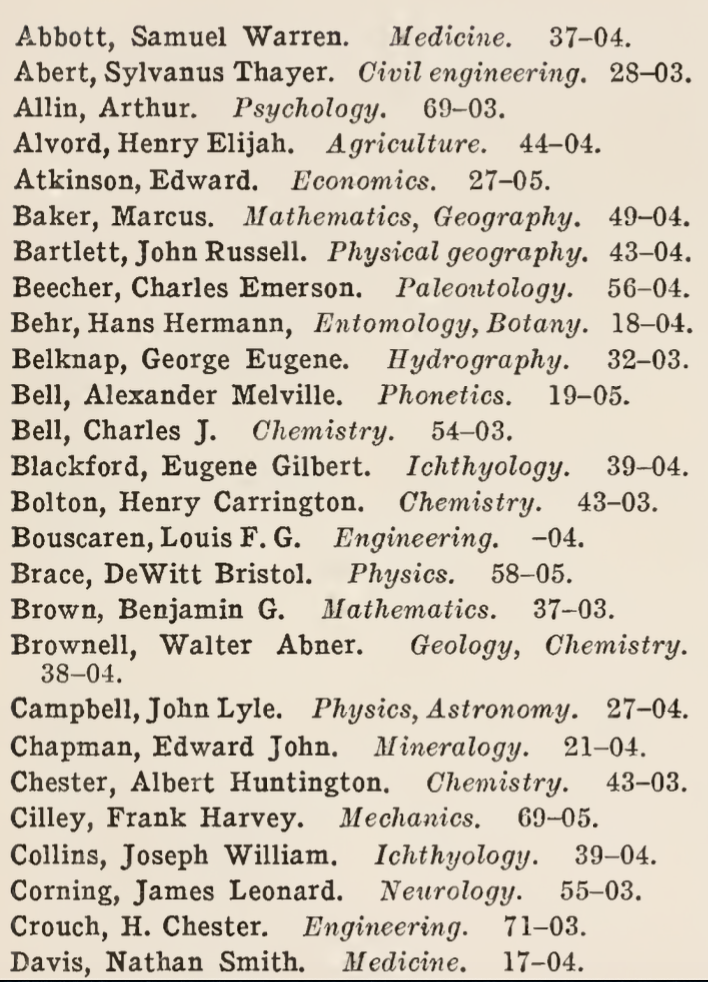 Abbott, Samuel Warren. Medicine. 37–04.
Abert, Sylvanus Thayer. Civil engineering. 28–03.
Allin, Arthur. Psychology. 69–03.
Alvord, Henry Elijah. Agriculture. 44–04.
Atkinson, Edward. Economics. 27–05.
Baker, Marcus. Mathematics, Geography. 49–04.
Bartlett, John Russell. Physical geography. 43–04.
Beecher, Charles Emerson. Paleontology. 56–04.
Behr, Hans Hermann, Entomology, Botany. 18–04.
Belknap, George Eugene. Hydrography. 32–03.
Bell, Alexander Melville. Phonetics. 19–05.
Bell, Charles J. Chemistry. 54–03.
Blackford, Eugene Gilbert. Ichthyology. 39–04.
Bolton, Henry Carrington. Chemistry. 43–03.
Bouscaren, Louis F. G. Engineering. –04.
Brace, DeWitt Bristol. Physics. 58–05.
Brown, Benjamin G. Mathematics. 37–03.
Brownell, Walter Abner. Geology, Chemistry.
38–04.
Campbell, John Lyle. Physics, Astronomy. 27–04.
Chapman, Edward John. Mineralogy. 21–04.
Chester, Albert Huntington. Chemistry. 43–03.
Cilley, Frank Harvey. Mechanics. 69–05.
Collins, Joseph William. Ichthyology. 39–04.
Corning, James Leonard. Neurology. 55–03.
Crouch, H. Chester. Engineering. 71–03.
Davis, Nathan Smith. Medicine. 17–04.